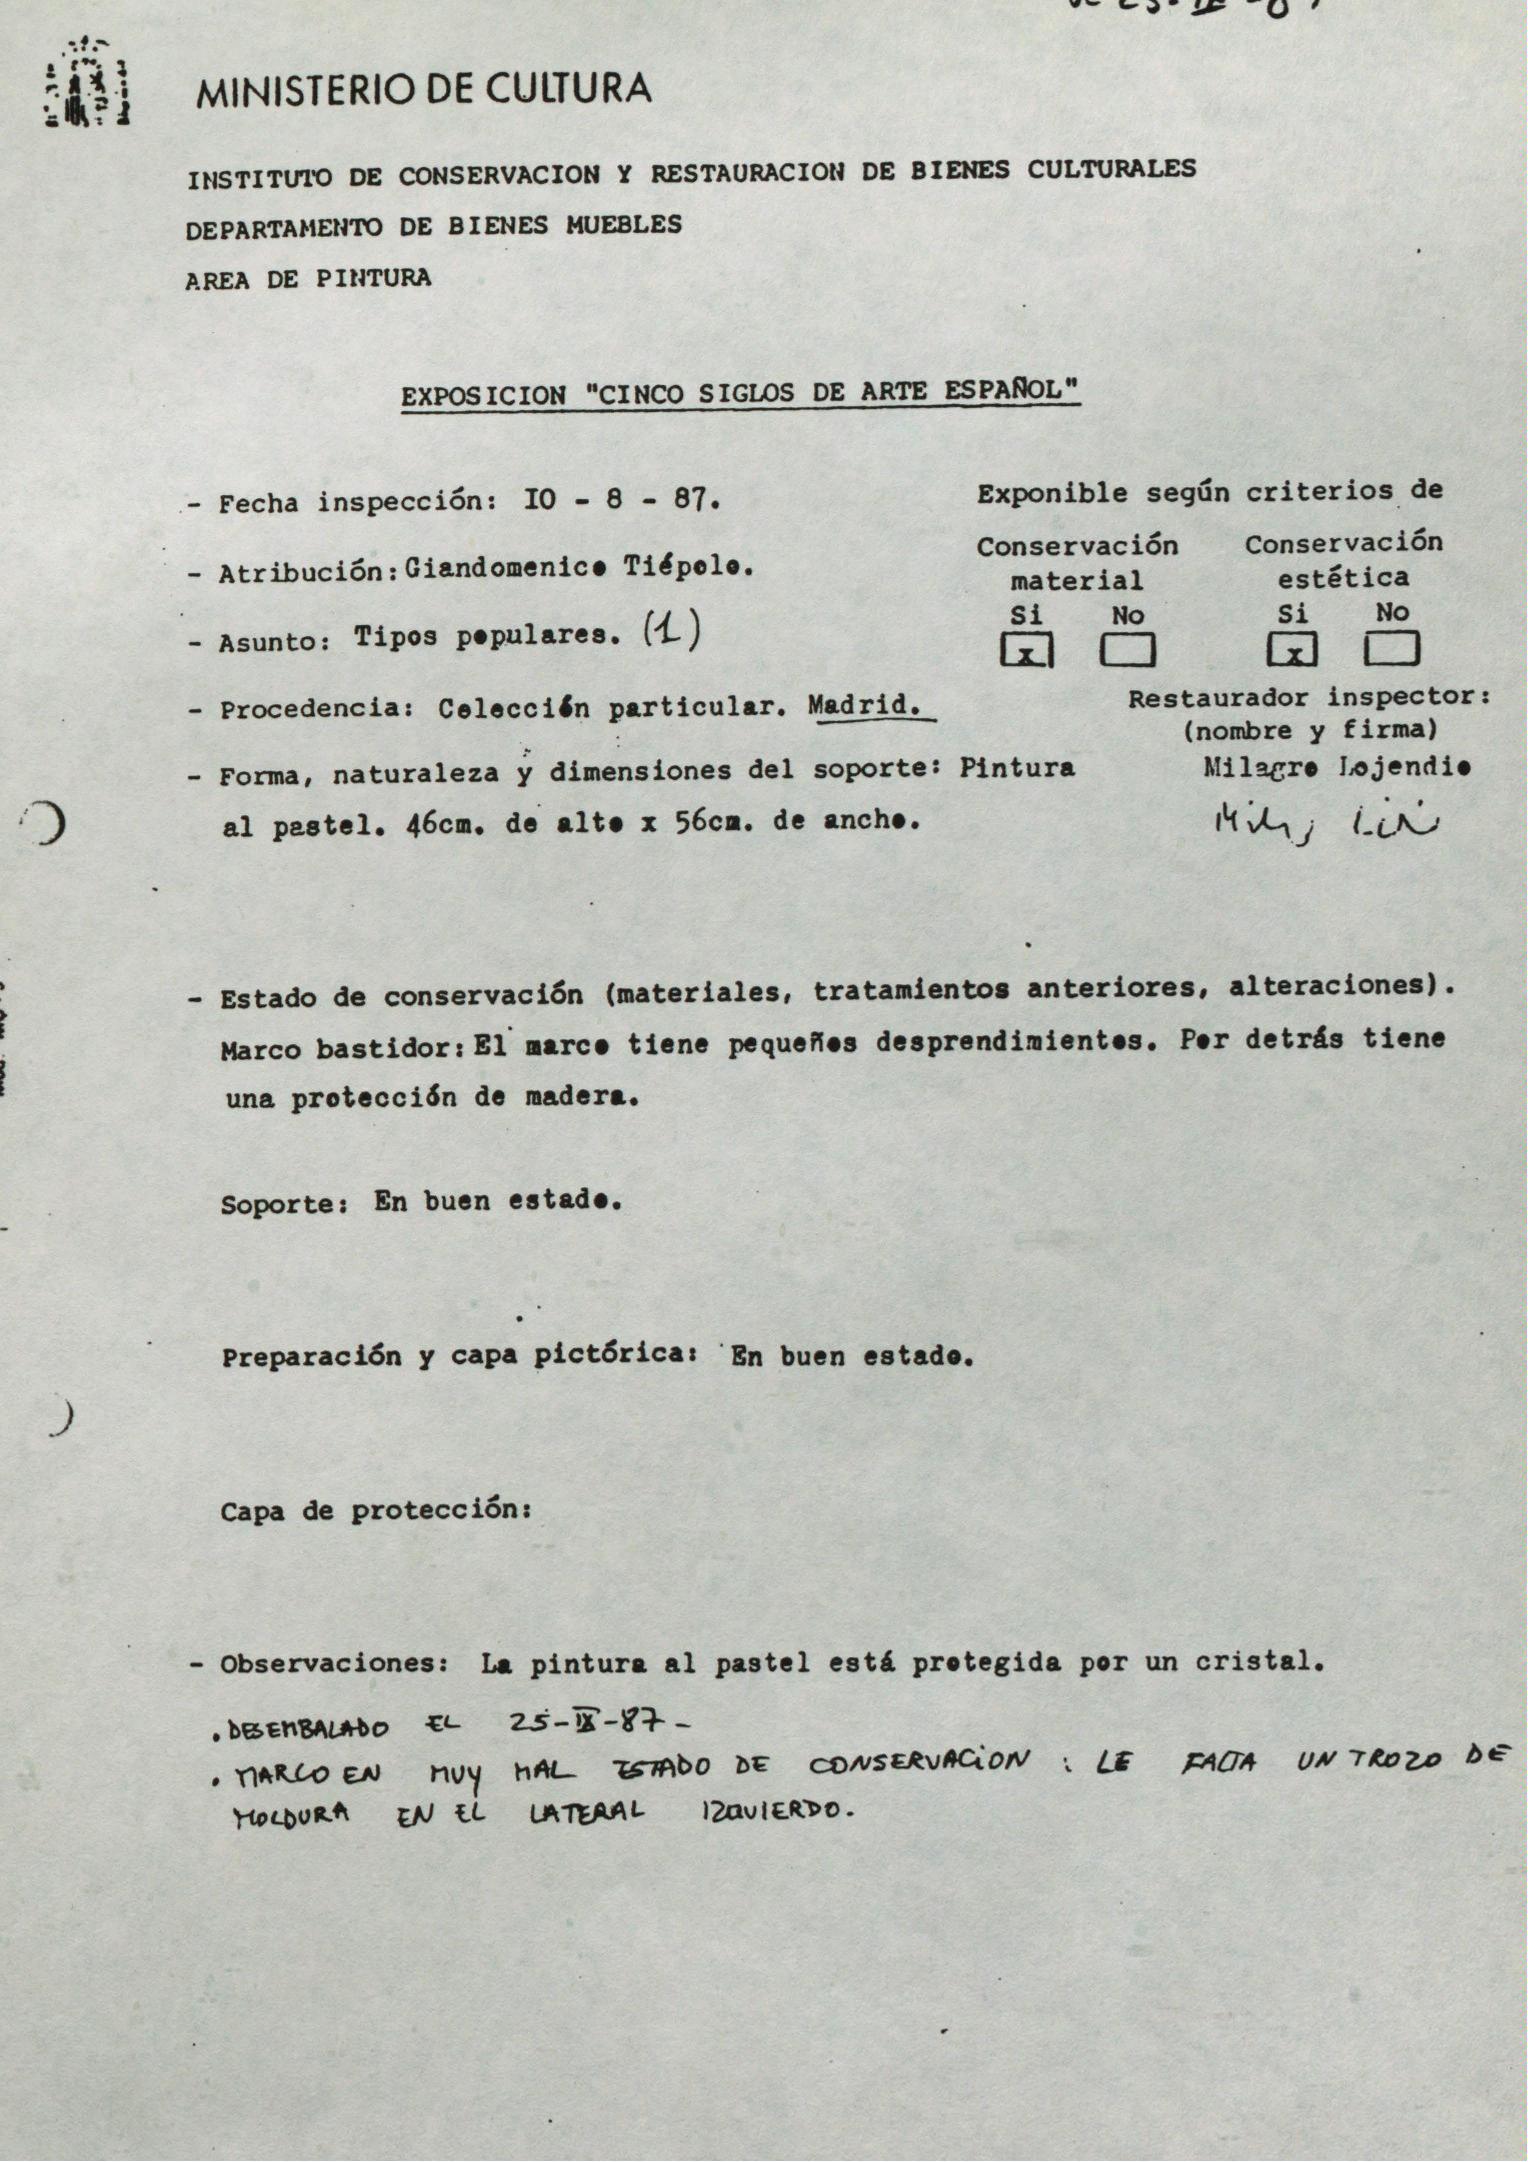 MINISTERIO DE CULTURA
INSTITUTO DE CONSERVACION Y RESTAURACION DE BIENES CULTURALES
DEPARTAMENTO DE BIENES MUEBLES
AREA DE PINTURA
EXPOSICION "CINCO SIGLOS DE ARTE ESPAÑOL"
- Fecha inspección: IO - 8 - 87.
- Atribución: Giandomenico Tiépolo.
- Asunto: Tipos populares. (1)
- Procedencia: Colección particular. Madrid.
- Forma, naturaleza y dimensiones del soporte: Pintura
al pastel. 46cm. de alto x 56cm. de ancho.
Exponible según criterios de
Conservación Conservación
material estética
Si No Si No
x x
Restaurador inspector:
(nombre y firma)
Milagro Lojendio
- Estado de conservación (materiales, tratamientos anteriores, alteraciones).
Marco bastidor: El marco tiene pequeños desprendimientos. Por detrás tiene
una protección de madera.
Soporte: En buen estado.
Preparación y capa pictórica: En buen estado.
Capa de protección:
- Observaciones: La pintura al pastel está protegida por un cristal.
. DESEMBALADO EL 25-IX-87-
. MARCO EN MUY MAL ESTADO DE CONSERVACION : LE FALTA UN TROZO DE
MOLDURA EN EL LATERAL IZQUIERDO.